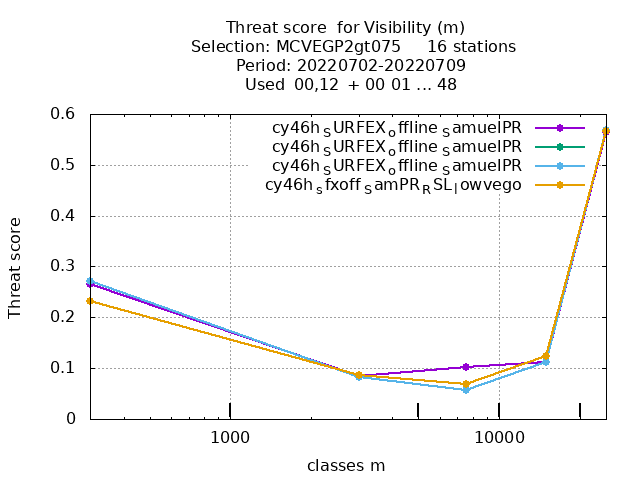 Threat score for Visibility (m)
Selection: MCVEGP2gt075 16 stations
Period: 20220702-20220709
Used 00,12 + 00 01 ... 48
cy46h_SURFEX_offline_SamuelPR
cy46h_SURFEX_offline_SamuelPR
cy46h_SURFEX_offline_SamuelPR
cy46h_sfxoff_SamPR_RSL_lowvego
Threat score
0.6
0.5
0.4
0.3
0.2
0.1
0
1000 10000
classes m